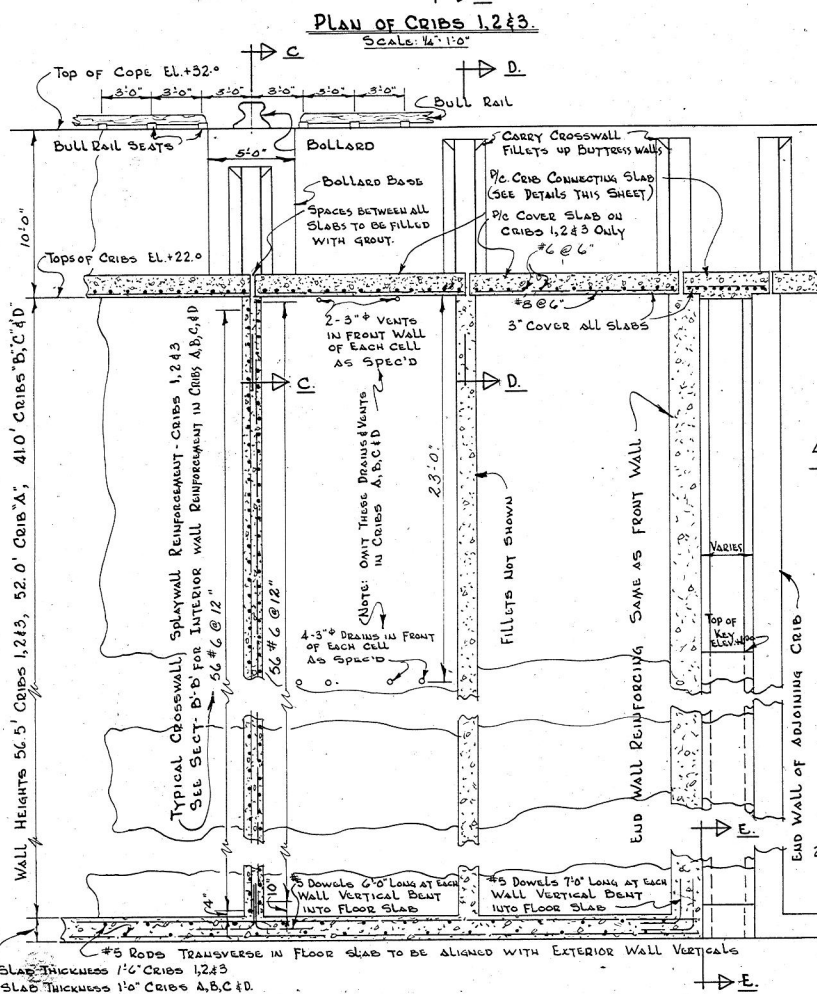 PLAN OF CRIBS 1, 2 & 3.
SCALE: ¼"=1'-0"
C
TOP OF COPE EL.+32.0
D.
3'-0" 3'-0" 5'-0" 5'-0" 3'-0" 3'-0"
BULL RAIL
BULL RAIL SEATS
5'-0"
BOLLARD
CARRY CROSSWALL
FILLETS UP BUTTRESS WALLS
10'-0"
BOLLARD BASE
SPACES BETWEEN ALL
SLABS TO BE FILLED
WITH GROUT.
P/C. CRIB CONNECTING SLAB
(SEE DETAILS THIS SHEET)
P/C COVER SLAB ON
CRIBS 1, 2 & 3 ONLY
#6 @ 6"
TOPS OF CRIBS EL.+22.0
#8 @ 6"
3" COVER ALL SLABS
2-3"φ VENTS
IN FRONT WALL
OF EACH CELL
AS SPEC'D
C.
D.
WALL HEIGHTS 56.5' CRIBS 1,2&3, 52.0' CRIB "A", 41.0' CRIBS "B", C" & D"
TYPICAL CROSSWALL, SPLAYWALL REINFORCEMENT - CRIBS 1,2&3
SEE SECT- B'-B' FOR INTERIOR WALL REINFORCEMENT IN CRIBS A,B,C,&D
56 #6 @ 12"
56 #6 @ 12"
(NOTE: OMIT THESE DRAINS & VENTS
IN CRIBS A,B,C&D
23'-0"
FILLETS NOT SHOWN
END WALL REINFORCING SAME AS FRONT WALL
VARIES
TOP OF
KEY
END WALL OF ADJOINING CRIB
4-3"φ DRAINS IN FRONT
OF EACH CELL
AS SPEC'D
E.
10"
#5 DOWELS 6'-0" LONG AT EACH
WALL VERTICAL BENT
INTO FLOOR SLAB
#5 DOWELS 7'-0" LONG AT EACH
WALL VERTICAL BENT
INTO FLOOR SLAB
#5 RODS TRANSVERSE IN FLOOR SLAB TO BE ALIGNED WITH EXTERIOR WALL VERTICALS
SLAB THICKNESS 1'-6" CRIBS 1,2&3
SLAB THICKNESS 1'-0" CRIBS A,B,C & D.
E.